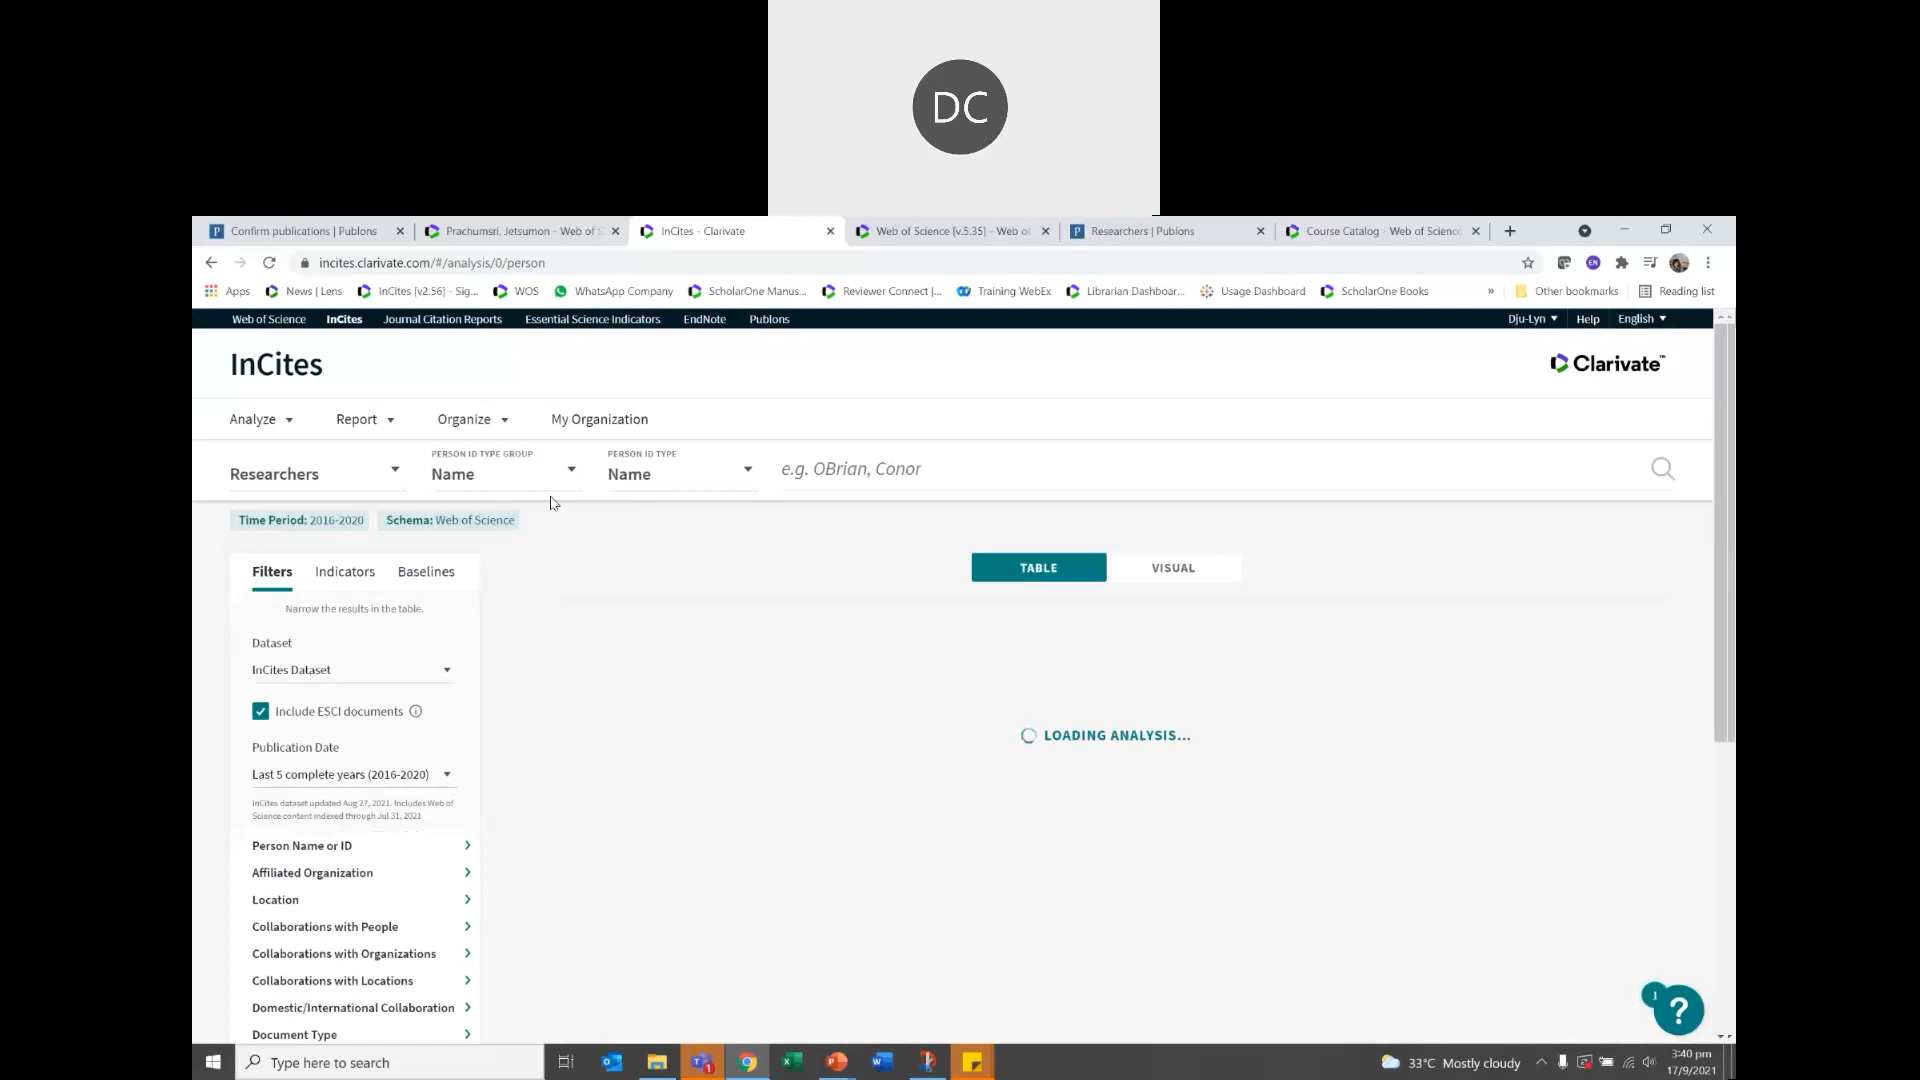 DC
Confirm publications | Publons
Prachumsri, Jetsumon - Web of S
InCites - Clarivate
Web of Science [v.5.35] - Web of
Researchers | Publons
Course Catalog - Web of Science
incites.clarivate.com/#/analysis/0/person
EN
Apps
News | Lens
InCites [v2.56] - Sig...
WOS
WhatsApp Company
ScholarOne Manus...
Reviewer Connect |...
Training WebEx
Librarian Dashboar...
Usage Dashboard
ScholarOne Books
»
Other bookmarks
Reading list
Web of Science
InCites
Journal Citation Reports
Essential Science Indicators
EndNote
Publons
Dju-Lyn
Help
English
InCites
Clarivate™
Analyze
Report
Organize
My Organization
Researchers
PERSON ID TYPE GROUP
Name
PERSON ID TYPE
Name
e.g. OBrian, Conor
Time Period: 2016-2020
Schema: Web of Science
Filters
Indicators
Baselines
TABLE
VISUAL
Narrow the results in the table.
Dataset
InCites Dataset
Include ESCI documents
Publication Date
Last 5 complete years (2016-2020)
InCites dataset updated Aug 27, 2021. Includes Web of
Science content indexed through Jul 31, 2021
LOADING ANALYSIS...
Person Name or ID
Affiliated Organization
Location
Collaborations with People
Collaborations with Organizations
Collaborations with Locations
Domestic/International Collaboration
Document Type
1
?
Type here to search
1
33°C Mostly cloudy
3:40 pm
17/9/2021